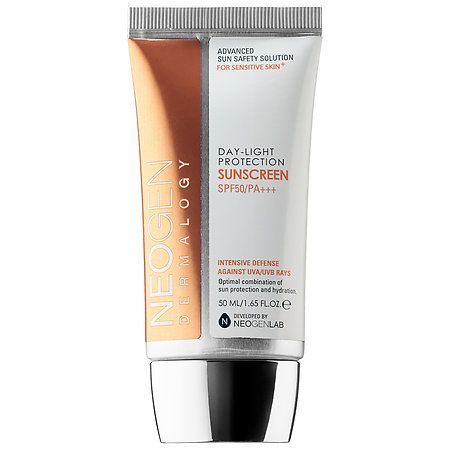 NEOGEN
DERMALOGY
ADVANCED
SUN SAFETY SOLUTION
FOR SENSITIVE SKIN+
DAY-LIGHT
PROTECTION
SUNSCREEN
SPF50/PA+++
INTENSIVE DEFENSE
AGAINST UVA/UVB RAYS
Optimal combination of
sun protection and hydration.
50 ML/1.65 FL.OZ.℮
N
DEVELOPED BY
NEOGENLAB